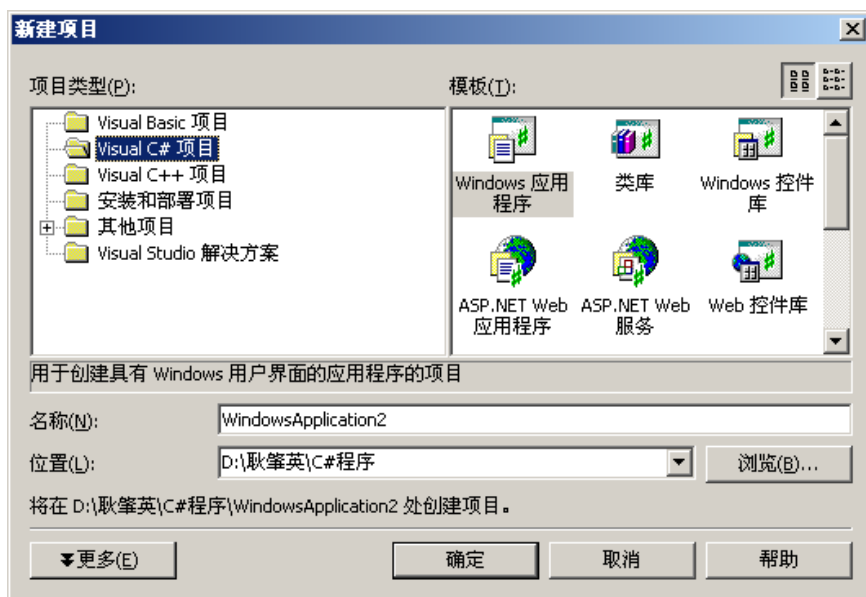 新建项目
项目类型(P):
模板(T):
Visual Basic 项目
Visual C# 项目
Visual C++ 项目
安装和部署项目
其他项目
Visual Studio 解决方案
Windows 应用
程序
类库
Windows 控件
库
ASP.NET Web
应用程序
ASP.NET Web
服务
Web 控件库
用于创建具有 Windows 用户界面的应用程序的项目
名称(N):
WindowsApplication2
位置(L):
D:\耿肇英\C#程序
浏览(B)...
将在 D:\耿肇英\C#程序\WindowsApplication2 处创建项目。
更多(E)
确定
取消
帮助